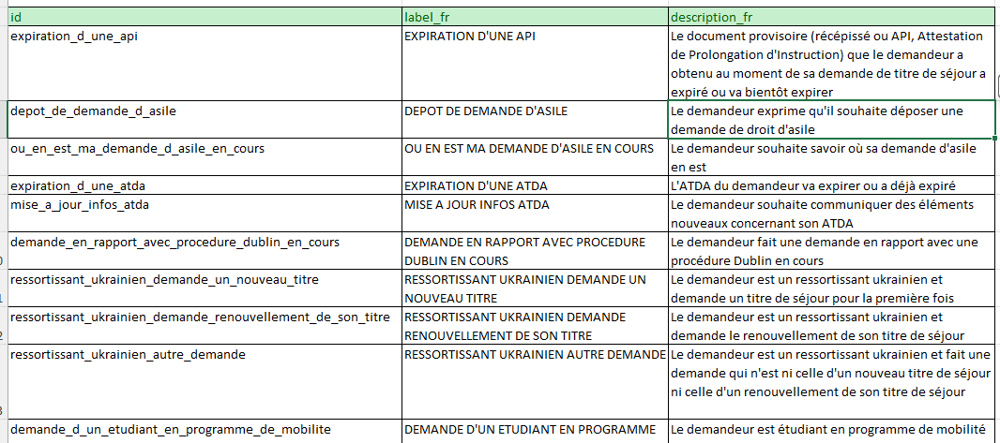 id label_fr description_fr
expiration_d_une_api EXPIRATION D'UNE API Le document provisoire (récépissé ou API, Attestation
de Prolongation d'Instruction) que le demandeur a
obtenu au moment de sa demande de titre de séjour a
expiré ou va bientôt expirer
depot_de_demande_d_asile DEPOT DE DEMANDE D'ASILE Le demandeur exprime qu'il souhaite déposer une
demande de droit d'asile
ou_en_est_ma_demande_d_asile_en_cours OU EN EST MA DEMANDE D'ASILE EN COURS Le demandeur souhaite savoir où sa demande d'asile
en est
expiration_d_une_atda EXPIRATION D'UNE ATDA L'ATDA du demandeur va expirer ou a déjà expiré
mise_a_jour_infos_atda MISE A JOUR INFOS ATDA Le demandeur souhaite communiquer des éléments
nouveaux concernant son ATDA
demande_en_rapport_avec_procedure_dublin_en_cours DEMANDE EN RAPPORT AVEC PROCEDURE Le demandeur fait une demande en rapport avec une
DUBLIN EN COURS procédure Dublin en cours
ressortissant_ukrainien_demande_un_nouveau_titre RESSORTISSANT UKRAINIEN DEMANDE UN Le demandeur est un ressortissant ukrainien et
NOUVEAU TITRE demande un titre de séjour pour la première fois
ressortissant_ukrainien_demande_renouvellement_de_son_titre RESSORTISSANT UKRAINIEN DEMANDE Le demandeur est un ressortissant ukrainien et
RENOUVELLEMENT DE SON TITRE demande le renouvellement de son titre de séjour
ressortissant_ukrainien_autre_demande RESSORTISSANT UKRAINIEN AUTRE DEMANDE Le demandeur est un ressortissant ukrainien et fait une
demande qui n'est ni celle d'un nouveau titre de séjour
ni celle d'un renouvellement de son titre de séjour
demande_d_un_etudiant_en_programme_de_mobilite DEMANDE D'UN ETUDIANT EN PROGRAMME Le demandeur est étudiant en programme de mobilité